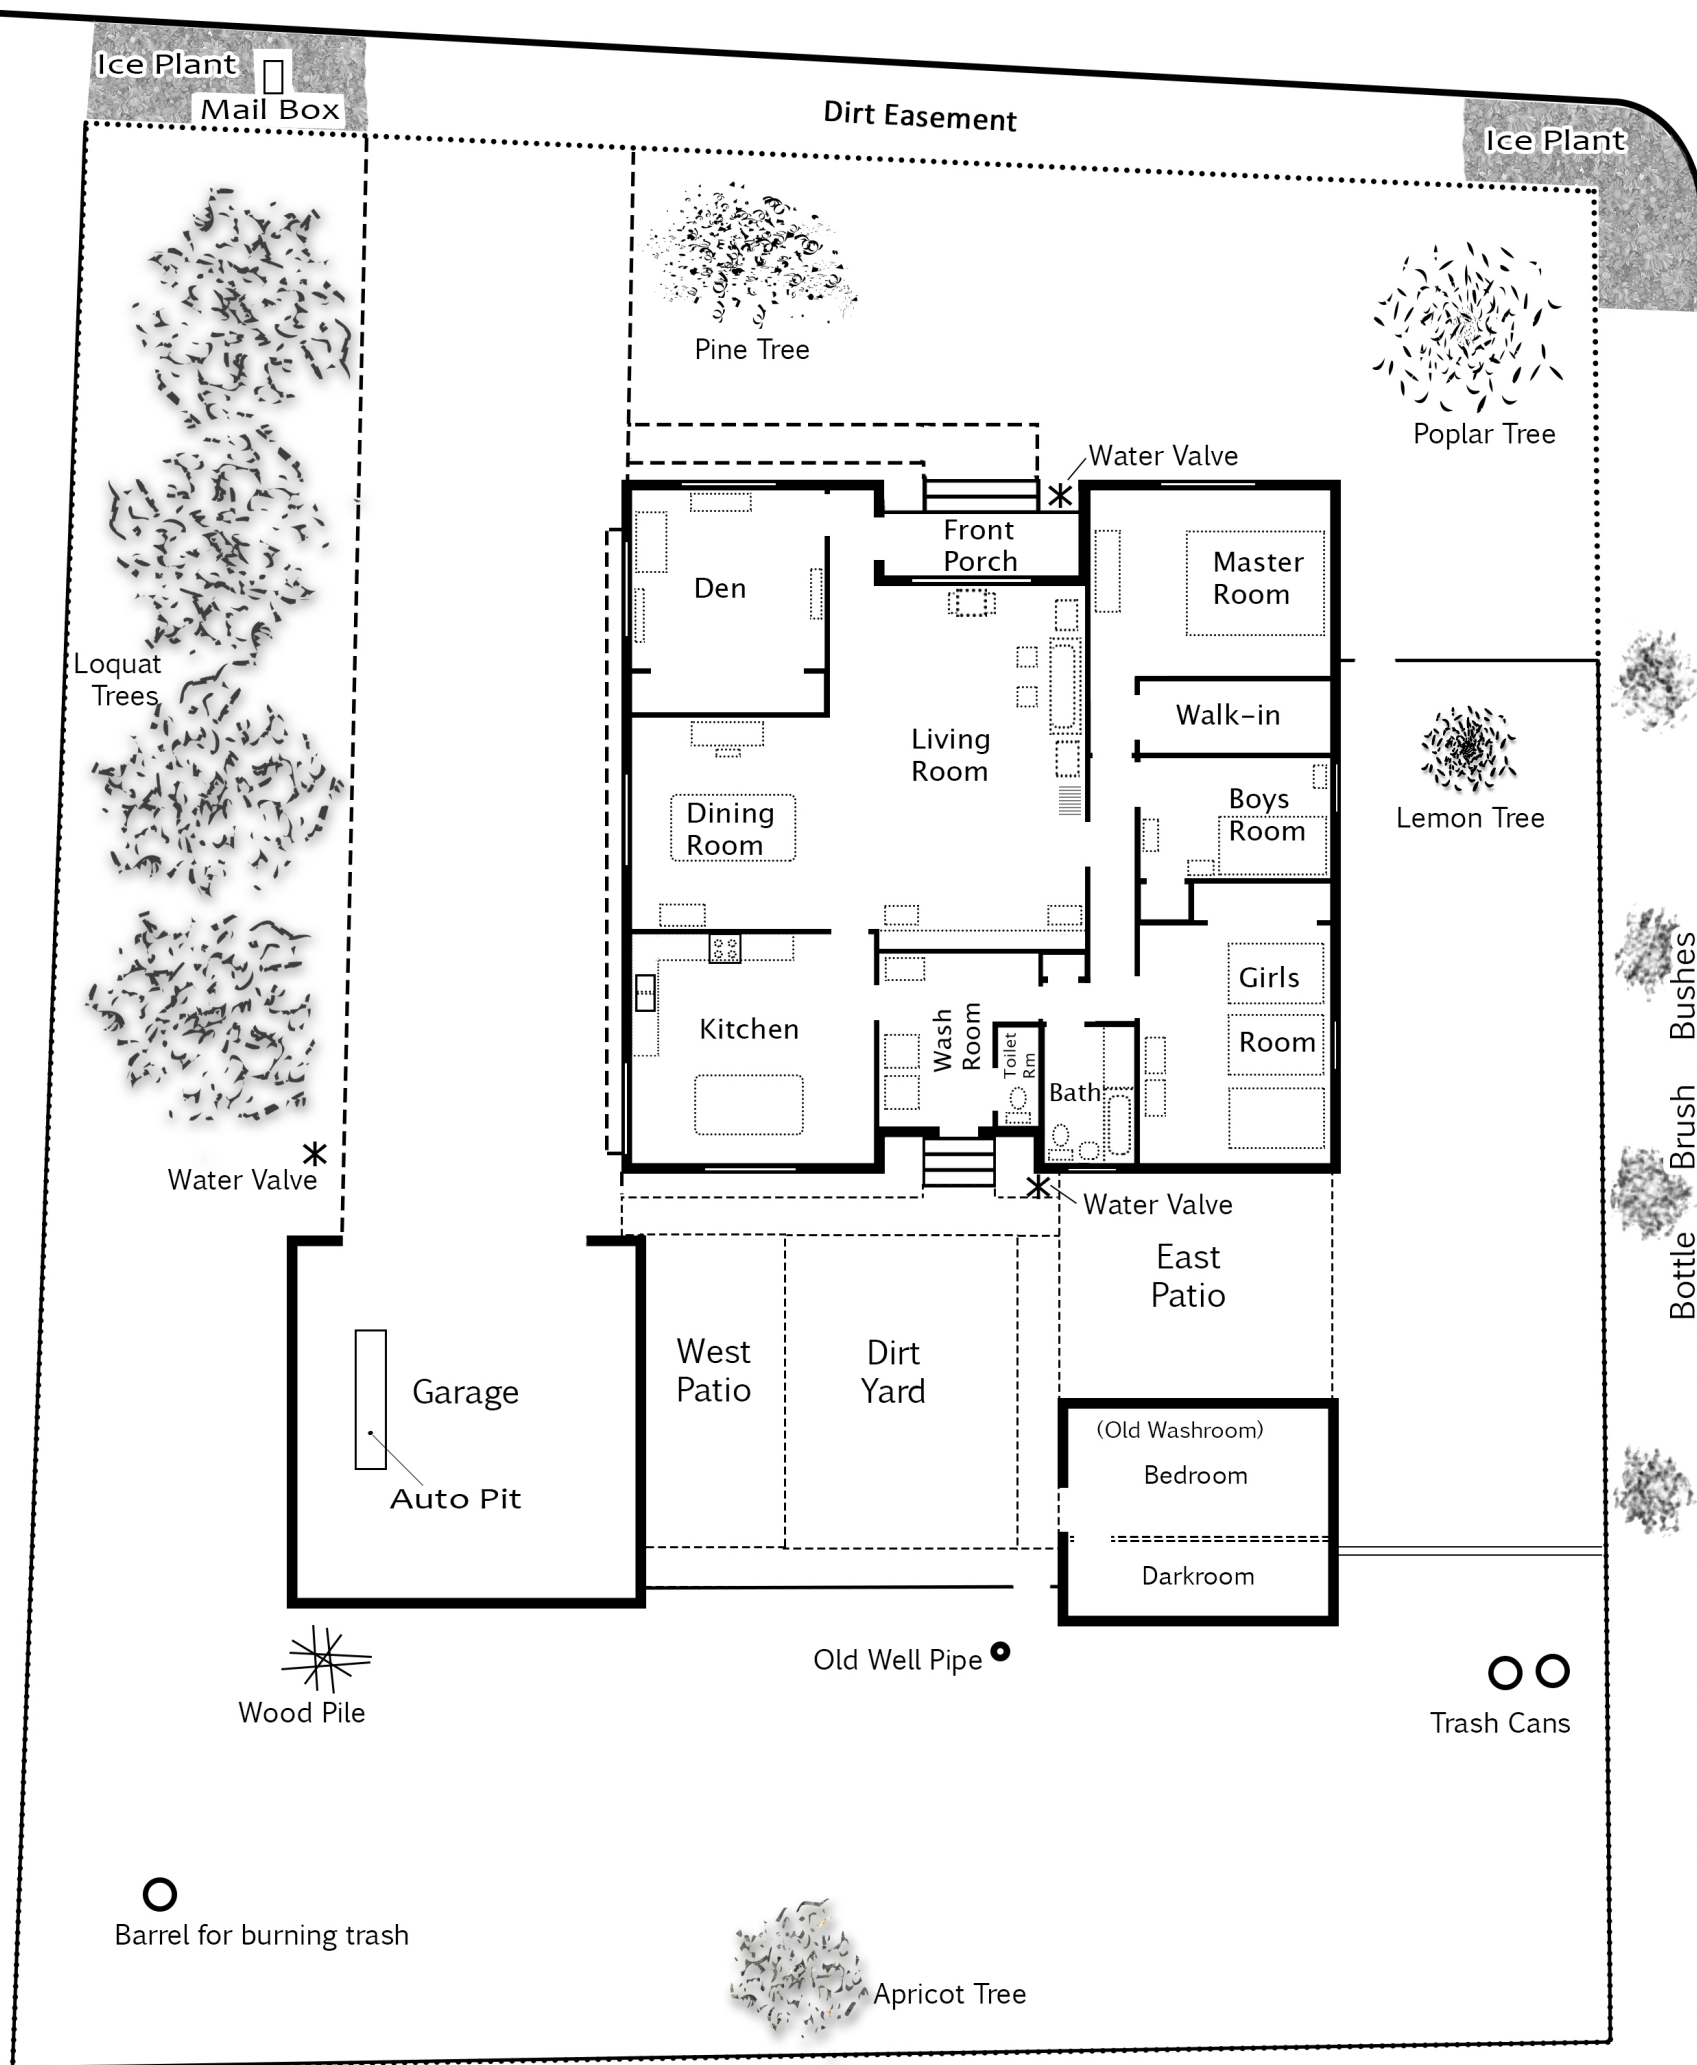 Ice Plant
Mail Box
Dirt Easement
Ice Plant
Pine Tree
Poplar Tree
Water Valve
Front
Porch
Den
Master
Room
Loquat
Trees
Walk-in
Living
Room
Boys
Room
Dining
Room
Lemon Tree
Girls
Room
Kitchen
Wash
Room
Toilet
Rm
Bath
Bottle Brush Bushes
Water Valve
Water Valve
East
Patio
West
Patio
Dirt
Yard
Garage
Auto Pit
(Old Washroom)
Bedroom
Darkroom
Old Well Pipe
Wood Pile
Trash Cans
Barrel for burning trash
Apricot Tree